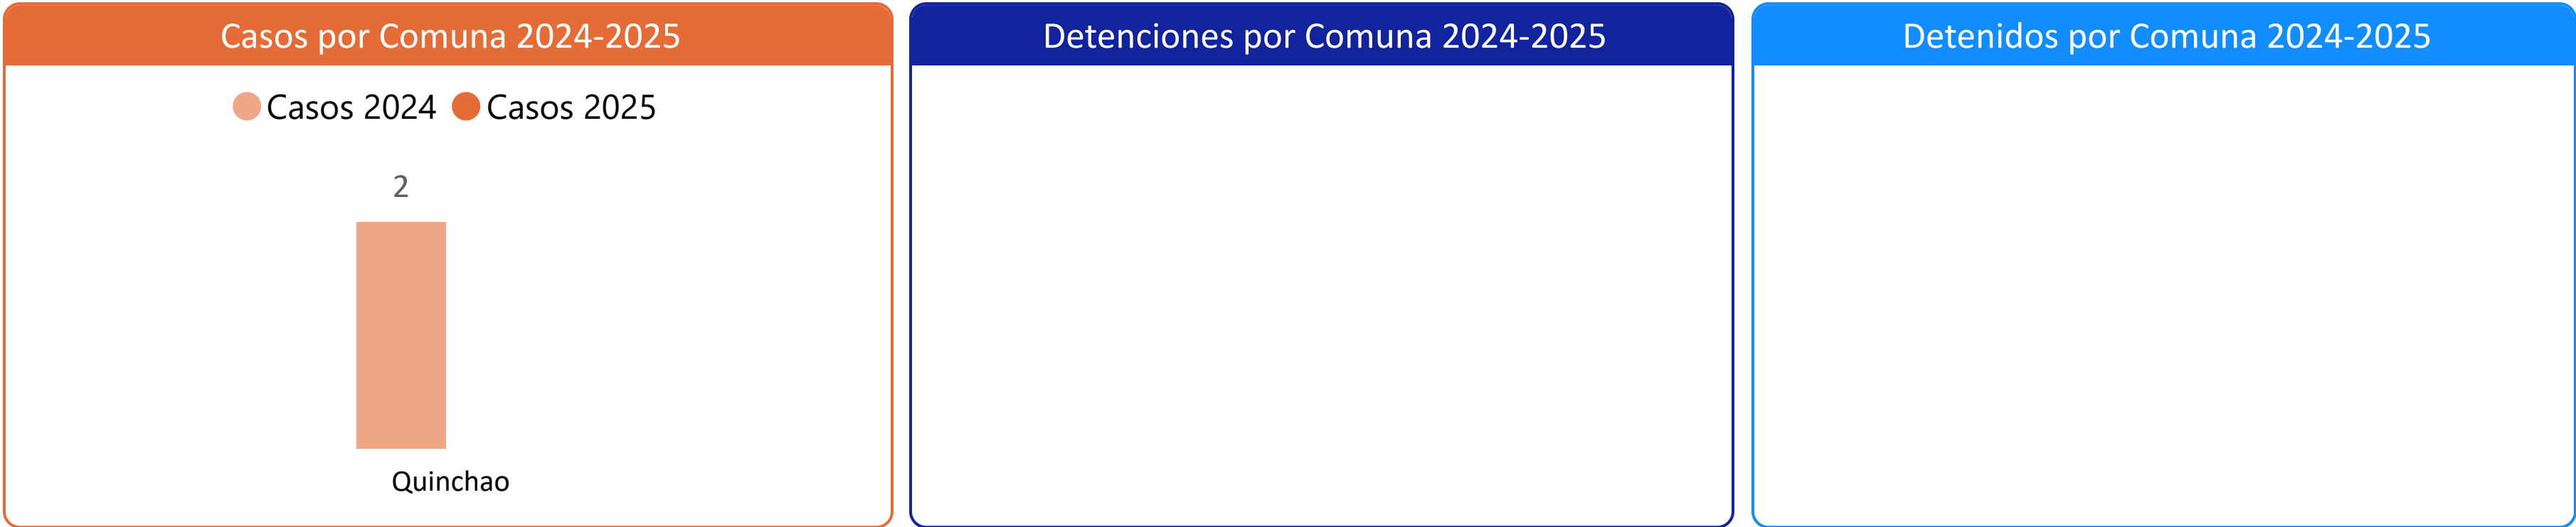 Casos por Comuna 2024-2025
Casos 2024 Casos 2025
2
Quinchao
Detenciones por Comuna 2024-2025
Detenidos por Comuna 2024-2025